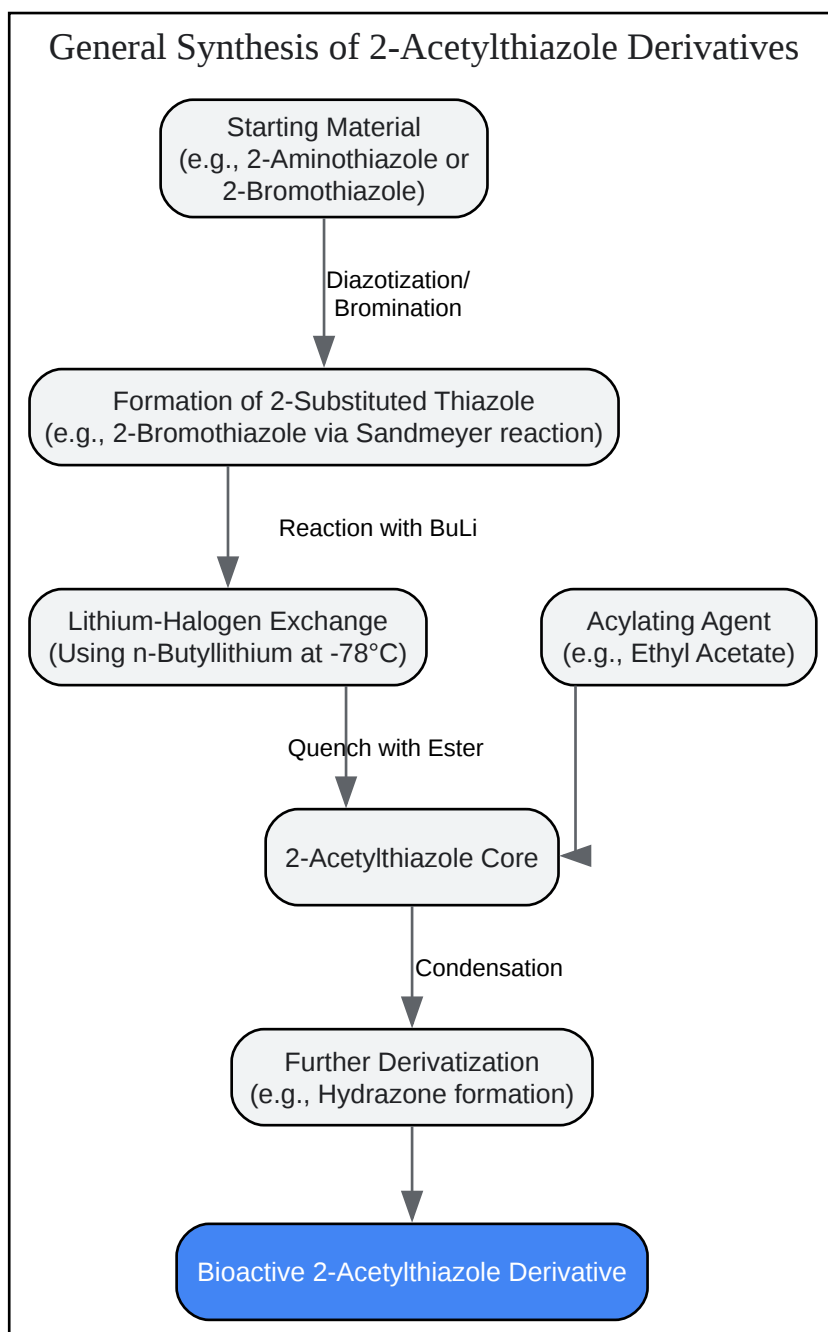 General Synthesis of 2-Acetylthiazole Derivatives
Starting Material
(e.g., 2-Aminothiazole or
2-Bromothiazole)
Diazotization/
Bromination
Formation of 2-Substituted Thiazole
(e.g., 2-Bromothiazole via Sandmeyer reaction)
Reaction with BuLi
Lithium-Halogen Exchange
(Using n-Butyllithium at -78°C)
Acylating Agent
(e.g., Ethyl Acetate)
Quench with Ester
2-Acetylthiazole Core
Condensation
Further Derivatization
(e.g., Hydrazone formation)
Bioactive 2-Acetylthiazole Derivative